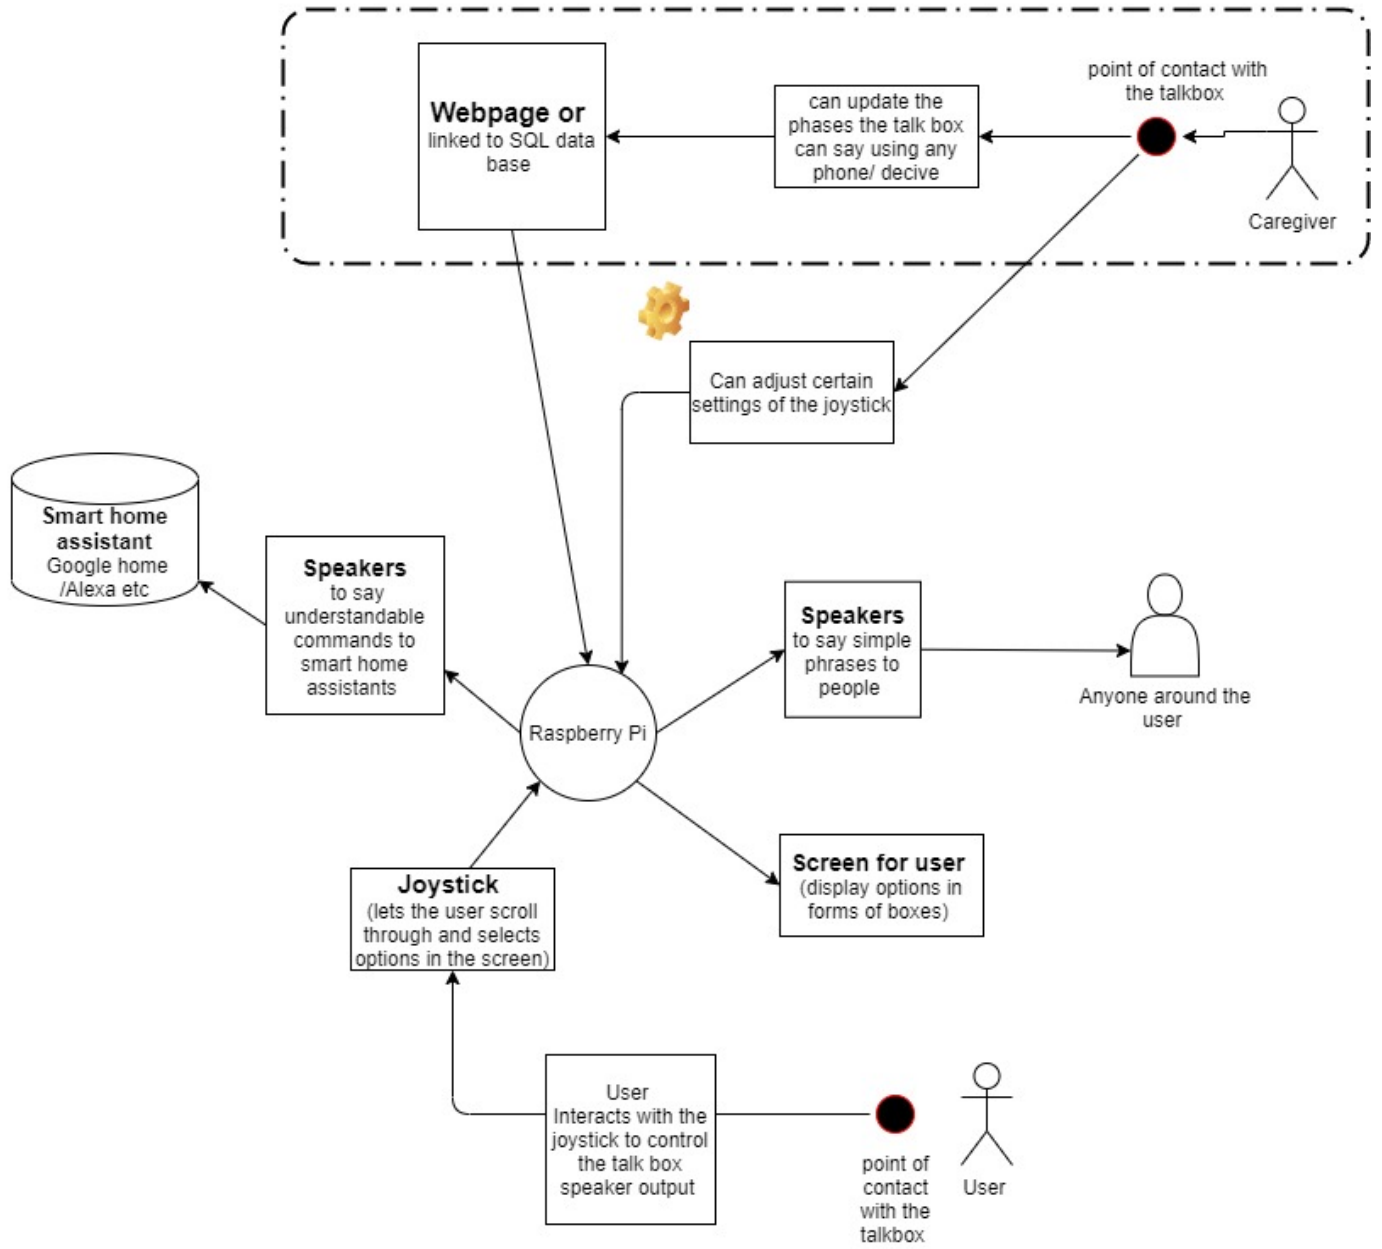 Webpage or
linked to SQL data
base
can update the
phases the talk box
can say using any
phone/ decive
point of contact with
the talkbox
Caregiver
Can adjust certain
settings of the joystick
Smart home
assistant
Google home
/Alexa etc
Speakers
to say
understandable
commands to
smart home
assistants
Speakers
to say simple
phrases to
people
Anyone around the
user
Raspberry Pi
Screen for user
(display options in
forms of boxes)
Joystick
(lets the user scroll
through and selects
options in the screen)
User
Interacts with the
joystick to control
the talk box
speaker output
point of
contact
with the
talkbox
User